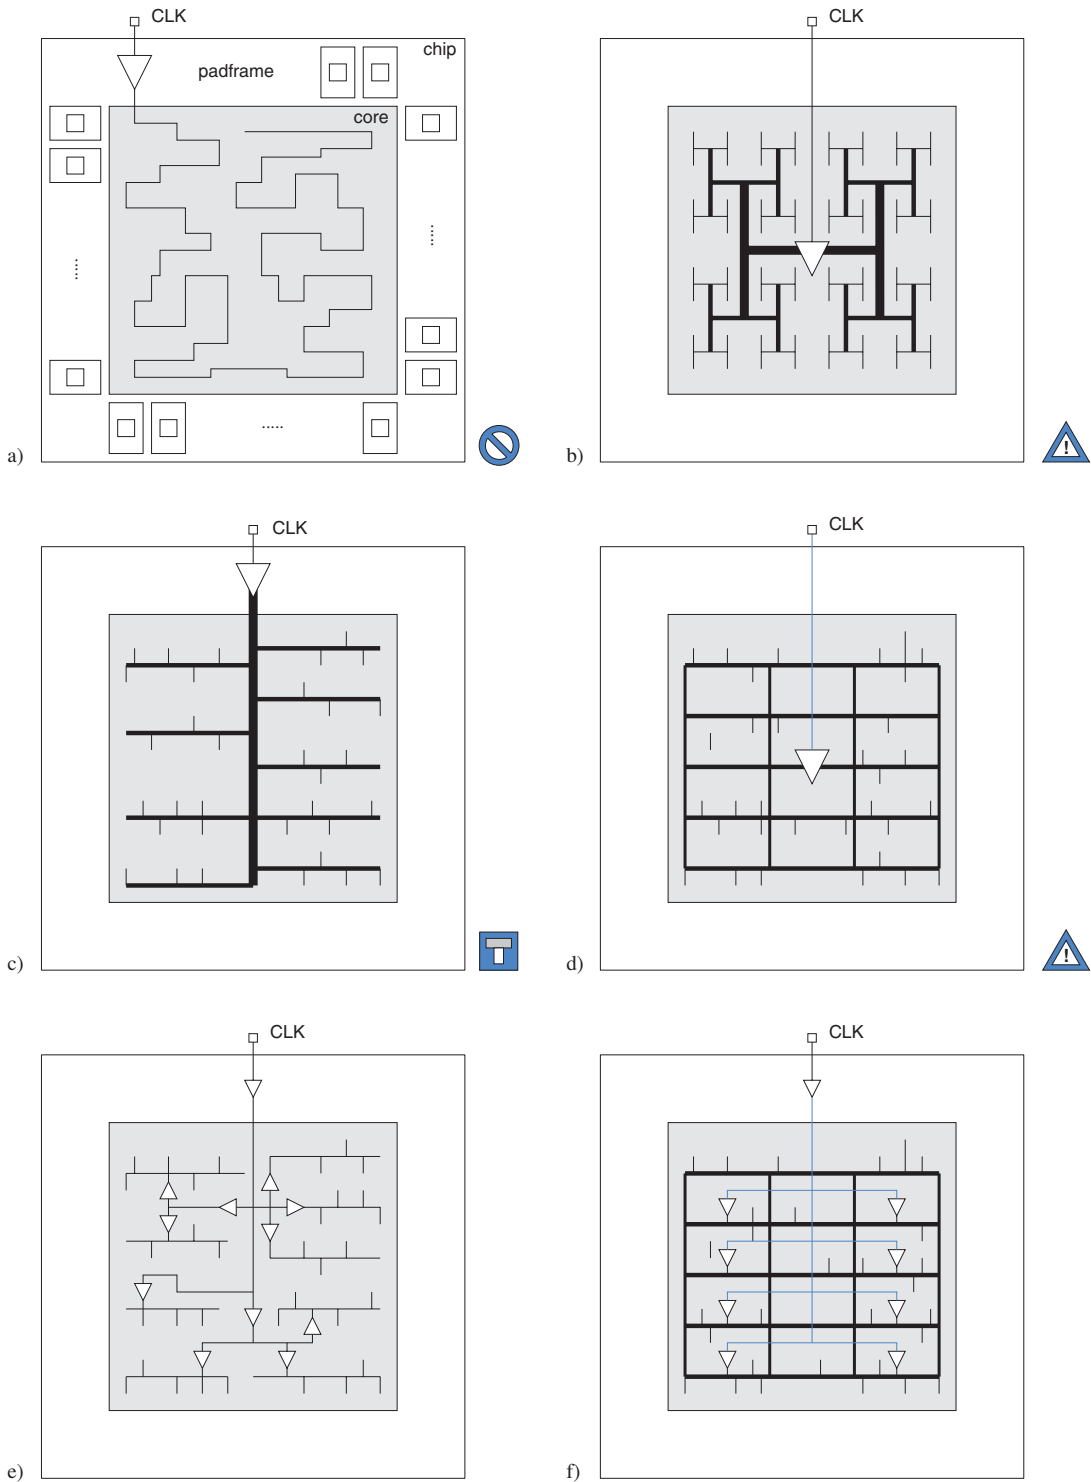 CLK
chip
padframe
core
.....
.....
.....
a)
CLK
!
b)
CLK
c)
CLK
!
d)
CLK
e)
CLK
f)